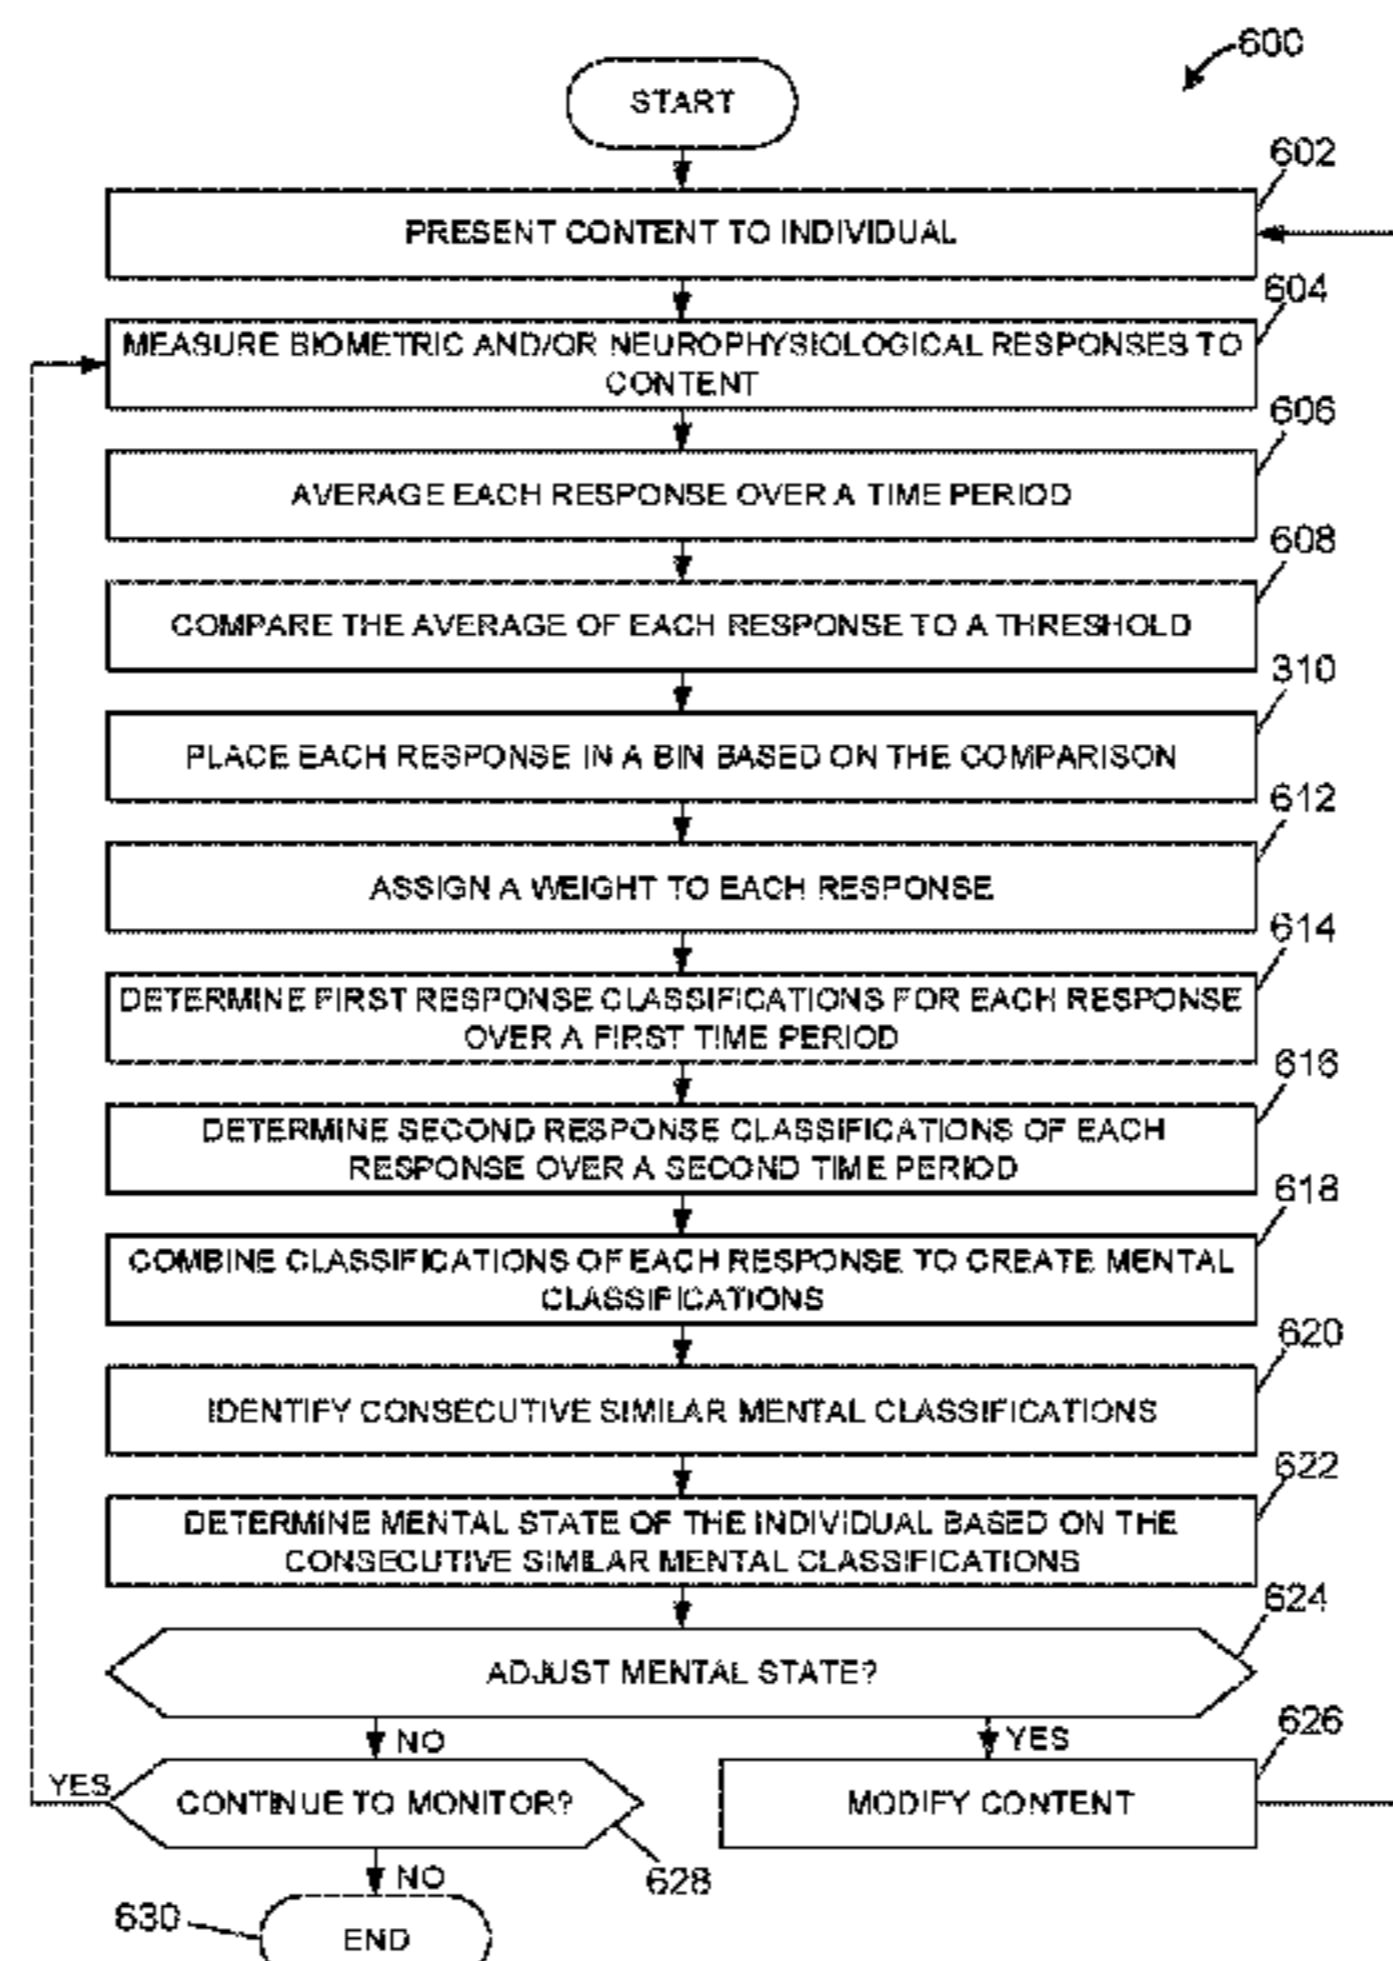 600
START
602
PRESENT CONTENT TO INDIVIDUAL
604
MEASURE BIOMETRIC AND/OR NEUROPHYSIOLOGICAL RESPONSES TO
CONTENT
606
AVERAGE EACH RESPONSE OVER A TIME PERIOD
608
COMPARE THE AVERAGE OF EACH RESPONSE TO A THRESHOLD
310
PLACE EACH RESPONSE IN A BIN BASED ON THE COMPARISON
612
ASSIGN A WEIGHT TO EACH RESPONSE
614
DETERMINE FIRST RESPONSE CLASSIFICATIONS FOR EACH RESPONSE
OVER A FIRST TIME PERIOD
616
DETERMINE SECOND RESPONSE CLASSIFICATIONS OF EACH
RESPONSE OVER A SECOND TIME PERIOD
618
COMBINE CLASSIFICATIONS OF EACH RESPONSE TO CREATE MENTAL
CLASSIFICATIONS
620
IDENTIFY CONSECUTIVE SIMILAR MENTAL CLASSIFICATIONS
622
DETERMINE MENTAL STATE OF THE INDIVIDUAL BASED ON THE
CONSECUTIVE SIMILAR MENTAL CLASSIFICATIONS
624
ADJUST MENTAL STATE?
NO
YES
626
YES
CONTINUE TO MONITOR?
MODIFY CONTENT
628
NO
630
END